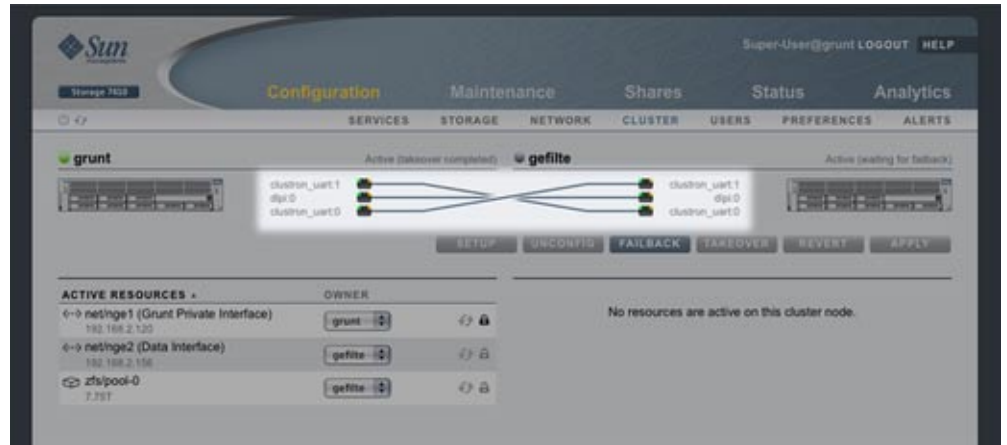 Sun
microsystems
Super-User@grunt LOGOUT HELP
Storage 7410
Configuration Maintenance Shares Status Analytics
SERVICES STORAGE NETWORK CLUSTER USERS PREFERENCES ALERTS
grunt Active (takeover completed) gefilte Active (waiting for failback)
clustron_uart:1 clustron_uart:1
dlpi:0 dlpi:0
clustron_uart:0 clustron_uart:0
SETUP UNCONFIG FAILBACK TAKEOVER REVERT APPLY
ACTIVE RESOURCES OWNER
net/nge1 (Grunt Private Interface) grunt
192.168.2.120
No resources are active on this cluster node.
net/nge2 (Data Interface) gefilte
192.168.2.156
zfs/pool-0 gefilte
7.75T